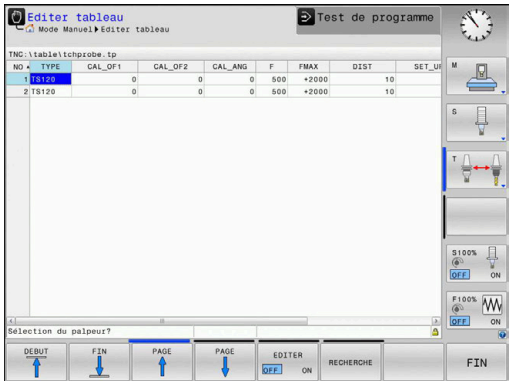 Editer tableau
Mode Manuel▸Editer tableau
Test de programme
TNC:\table\tchprobe.tp
NO TYPE CAL_OF1 CAL_OF2 CAL_ANG F FMAX DIST SET_U
1 TS120 0 0 0 500 +2000 10
2 TS120 0 0 0 500 +2000 10
M
S
T
S100%
OFF ON
F100%
OFF ON
Sélection du palpeur?
DEBUT FIN PAGE PAGE EDITER OFF ON RECHERCHE FIN